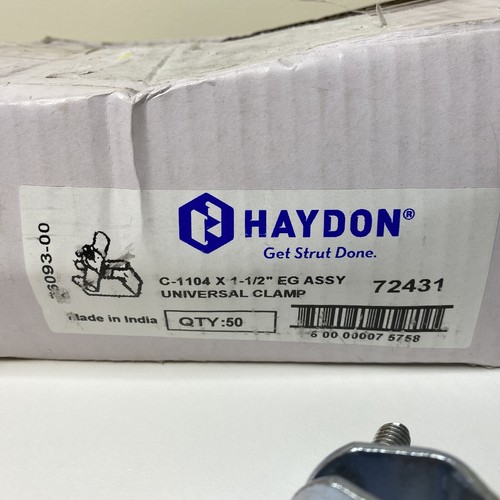 HAYDON®
Get Strut Done.
C-1104 X 1-1/2" EG ASSY
UNIVERSAL CLAMP
72431
Made in India
QTY:50
6 00 00007 5758